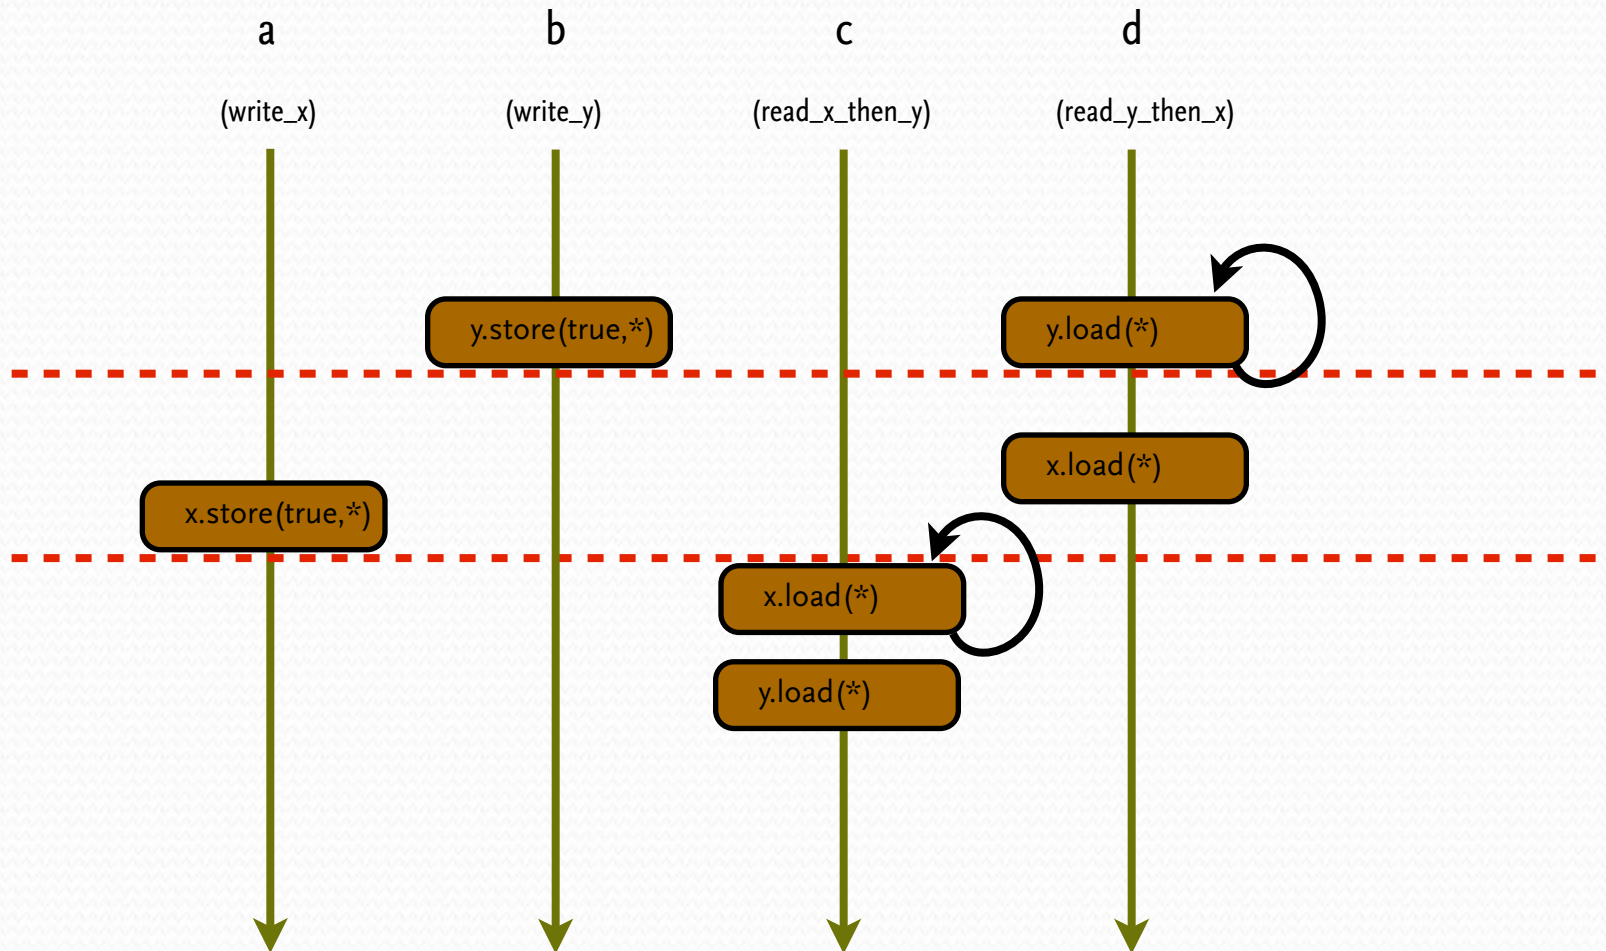 a b c d
(write_x) (write_y) (read_x_then_y) (read_y_then_x)
y.store(true,*) y.load(*)
x.load(*)
x.store(true,*)
x.load(*)
y.load(*)